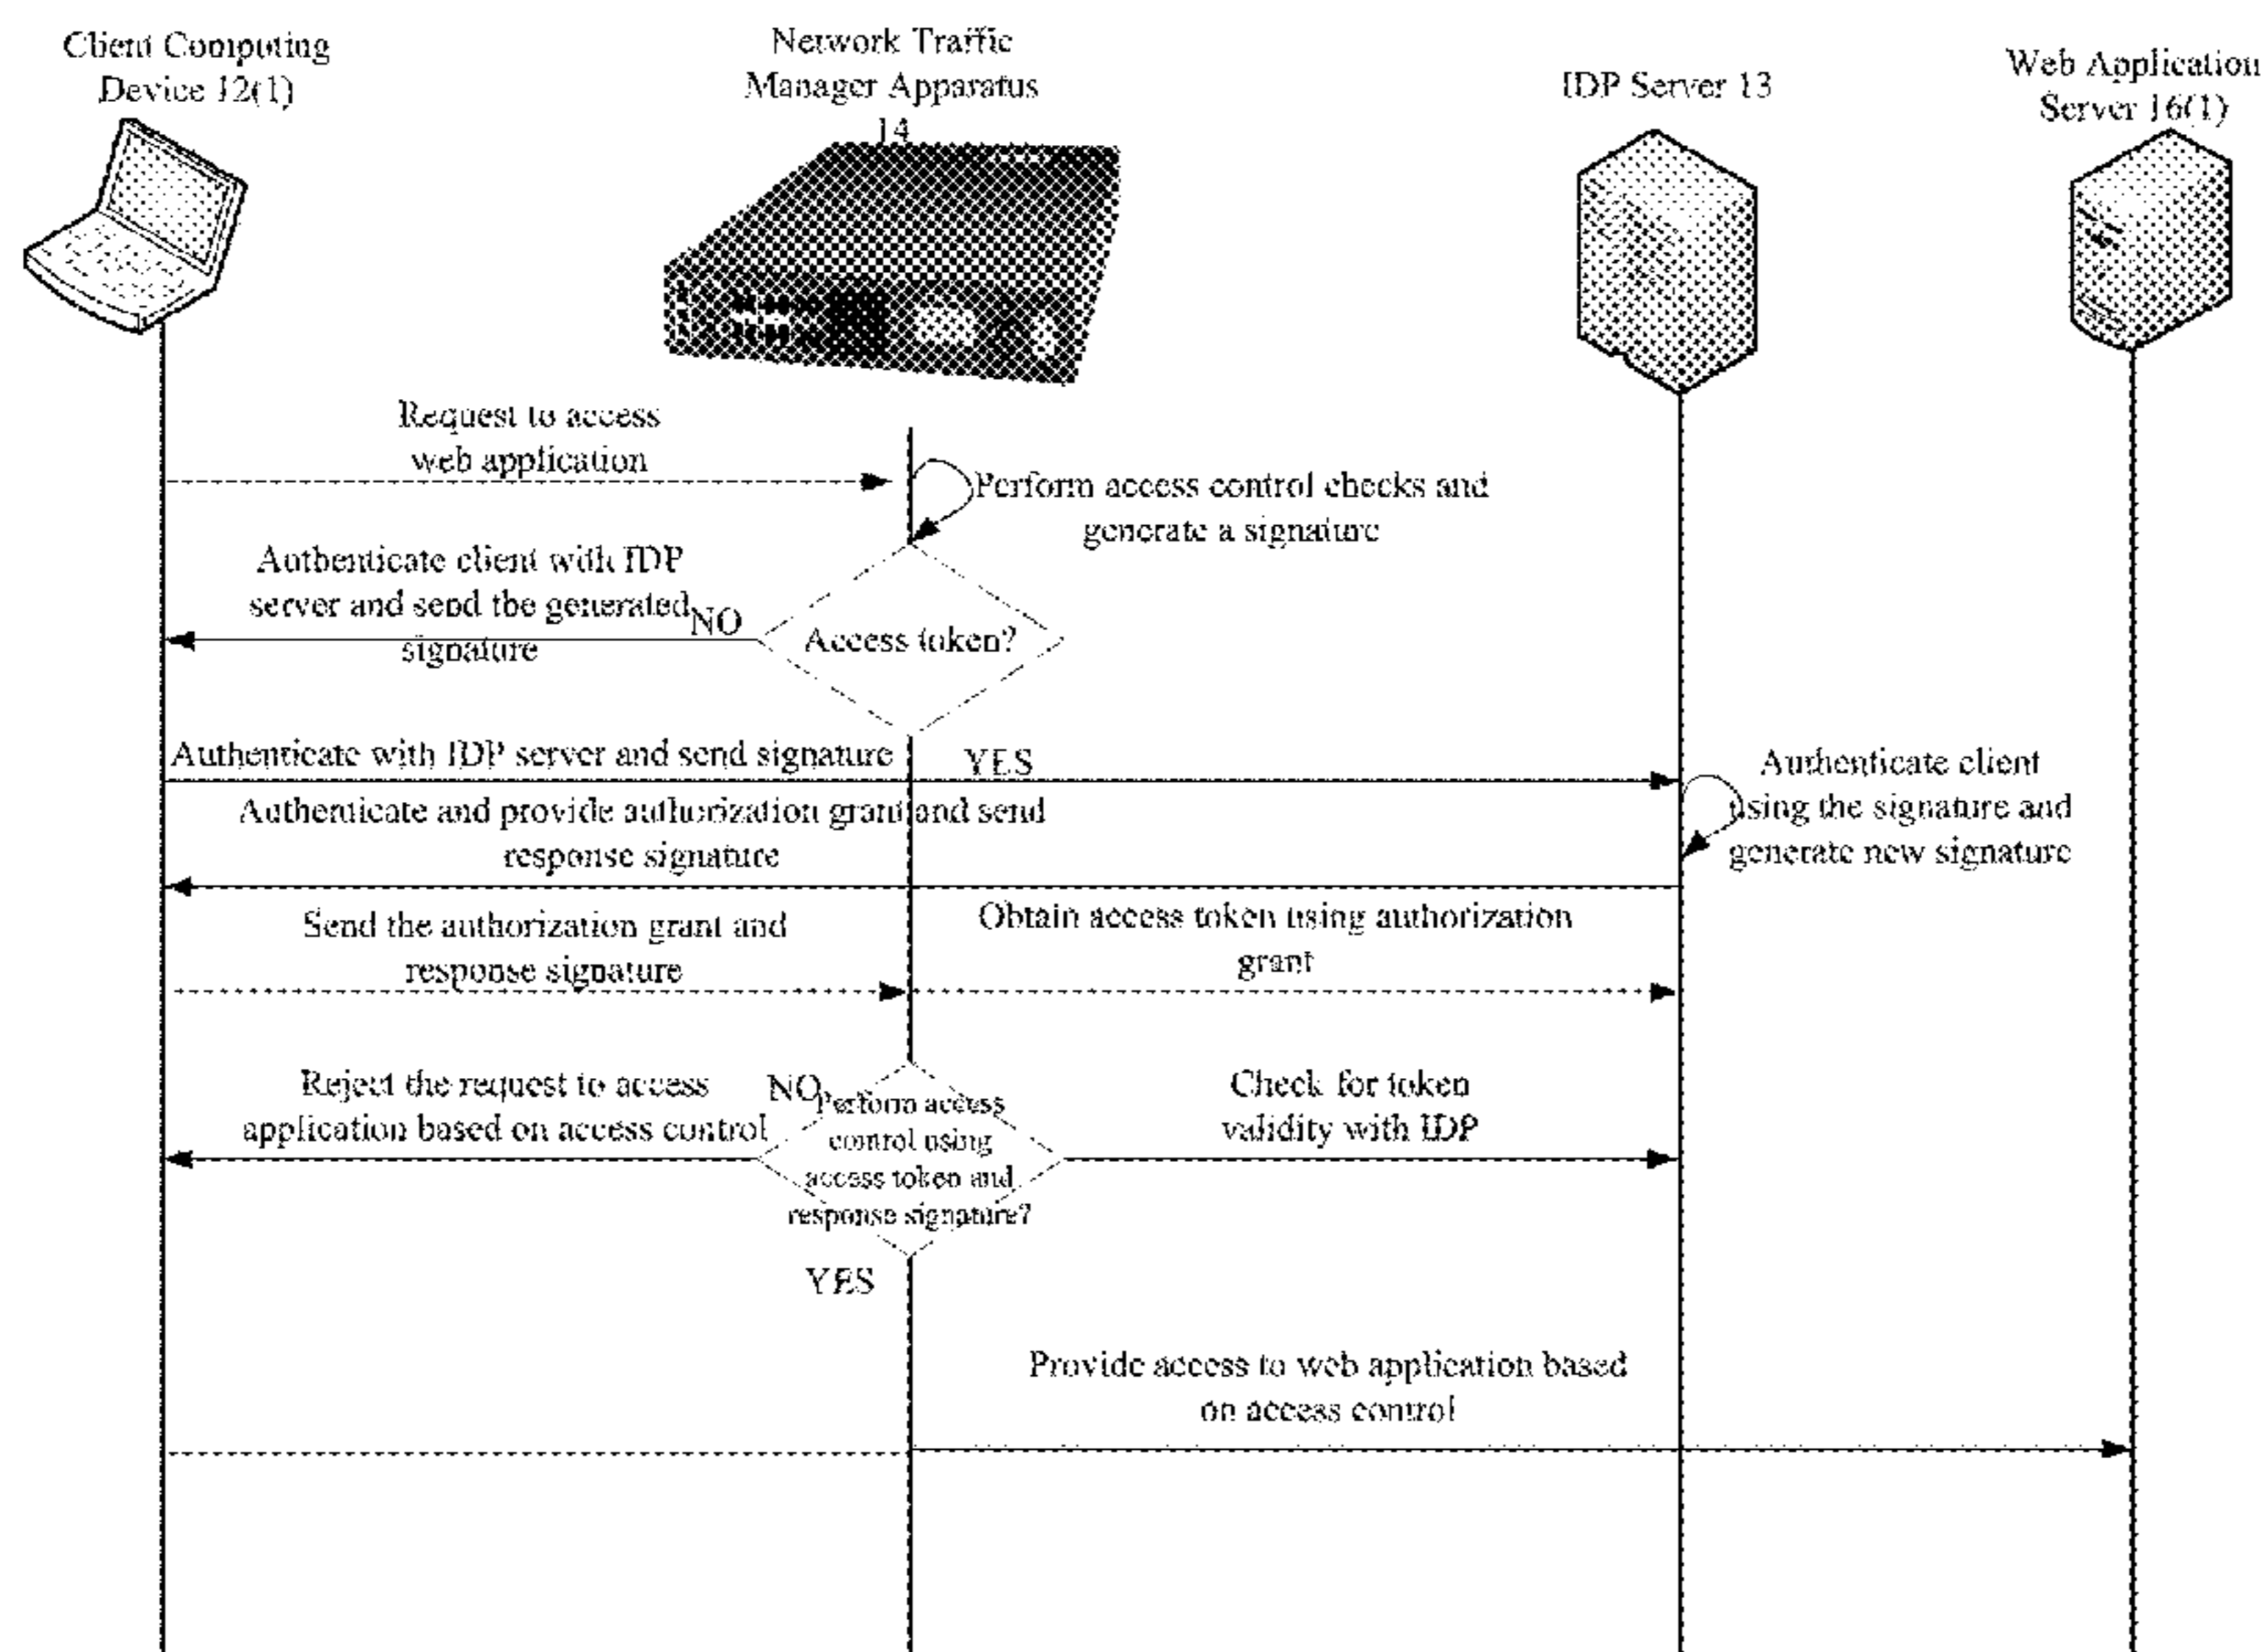 Client Computing
Device 12(1)
Network Traffic
Manager Apparatus
14
IDP Server 13
Web Application
Server 16(1)
Request to access
web application
Perform access control checks and
generate a signature
Authenticate client with IDP
server and send the generated
signature
NO
Access token?
Authenticate with IDP server and send signature
YES
Authenticate client
using the signature and
generate new signature
Authenticate and provide authorization grant and send
response signature
Send the authorization grant and
response signature
Obtain access token using authorization
grant
Reject the request to access
application based on access control
NO
Perform access
control using
access token and
response signature?
Check for token
validity with IDP
YES
Provide access to web application based
on access control